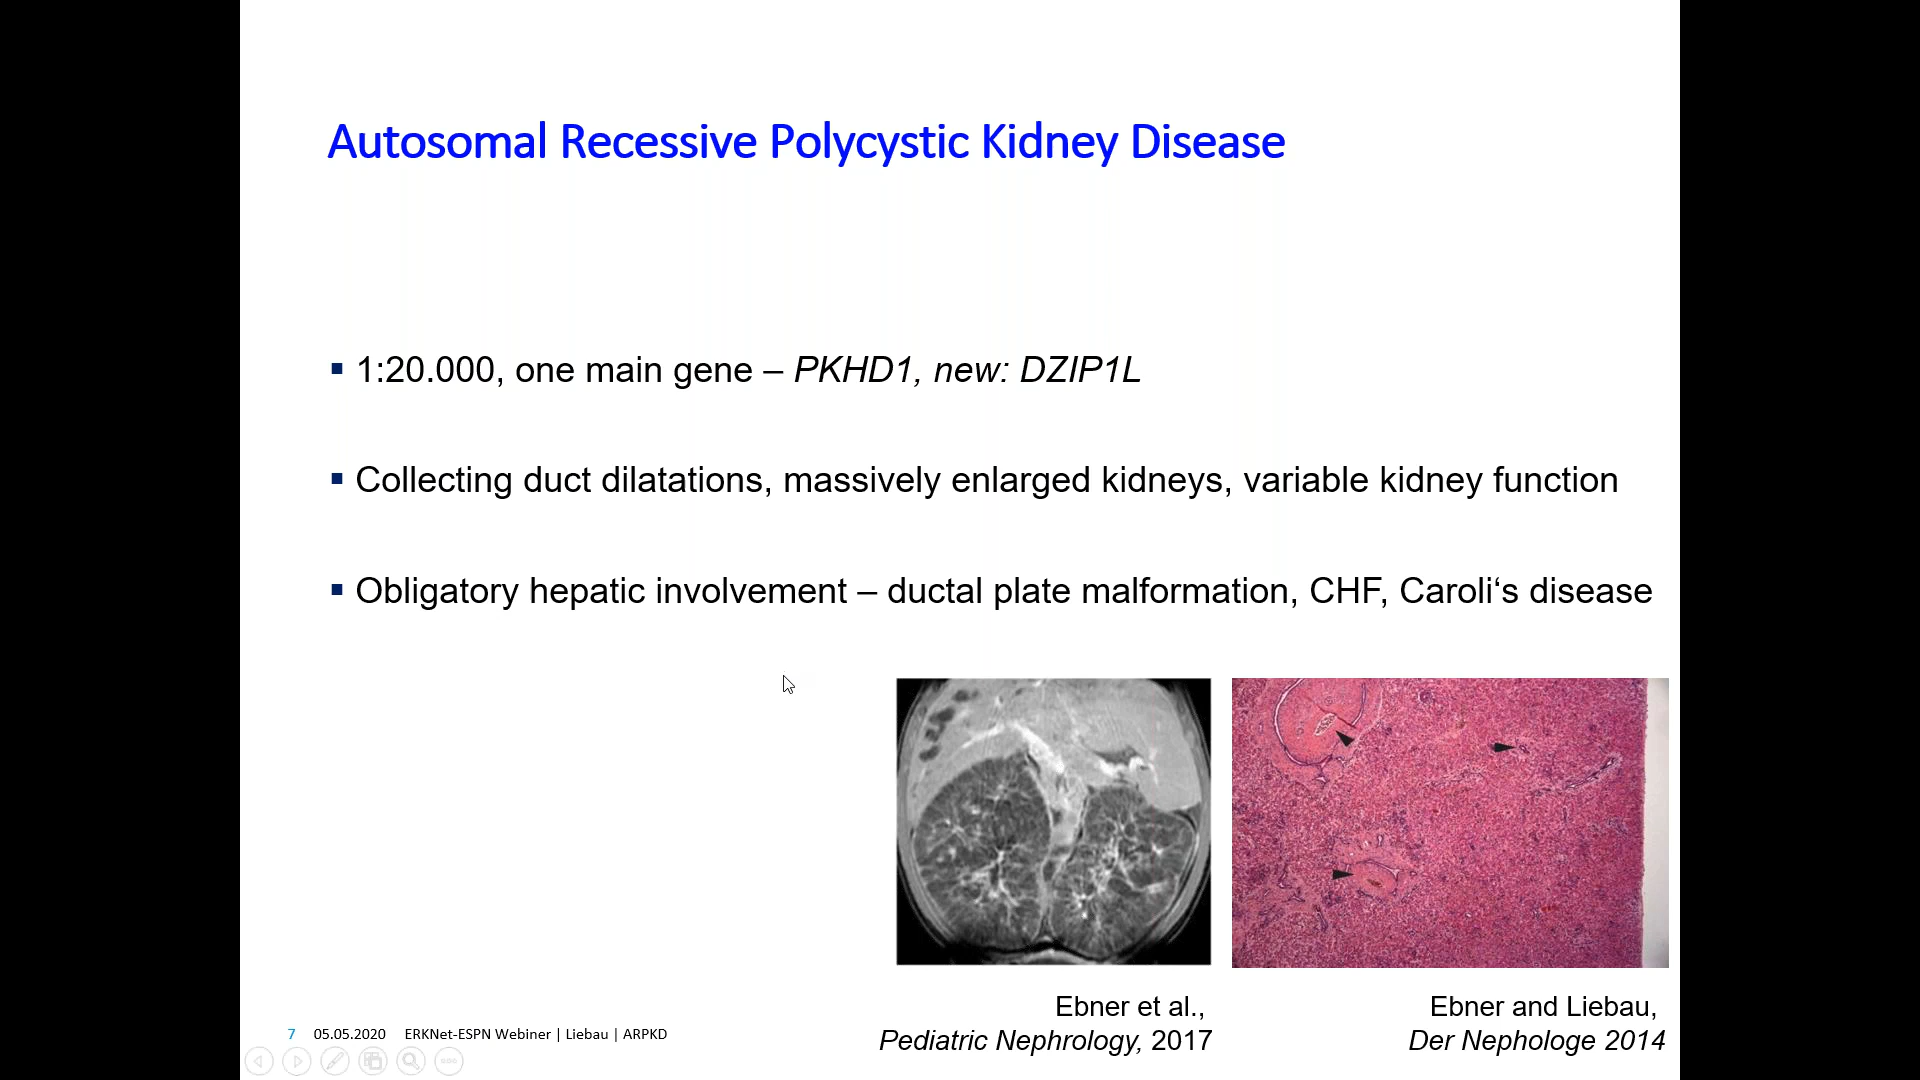 Autosomal Recessive Polycystic Kidney Disease
▪ 1:20.000, one main gene – PKHD1, new: DZIP1L
▪ Collecting duct dilatations, massively enlarged kidneys, variable kidney function
▪ Obligatory hepatic involvement – ductal plate malformation, CHF, Caroli‘s disease
Ebner et al.,
Pediatric Nephrology, 2017
Ebner and Liebau,
Der Nephologe 2014
7 05.05.2020 ERKNet-ESPN Webiner | Liebau | ARPKD